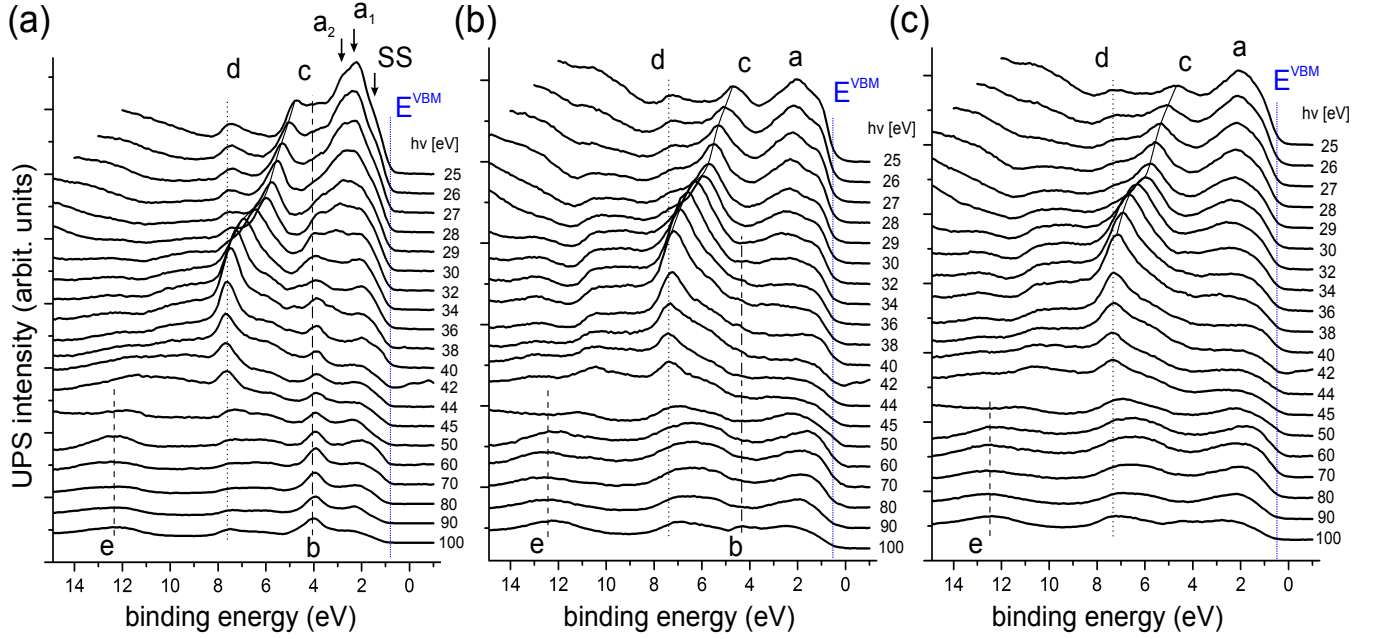 (a)
a2 a1
SS
d c
E^VBM
hν [eV]
25
26
27
28
29
30
32
34
36
38
40
42
44
45
50
60
70
80
90
100
e b
14 12 10 8 6 4 2 0
binding energy (eV)
UPS intensity (arbit. units)
(b)
d c a
E^VBM
hν [eV]
25
26
27
28
29
30
32
34
36
38
40
42
44
45
50
60
70
80
90
100
e b
14 12 10 8 6 4 2 0
binding energy (eV)
(c)
d c a
E^VBM
hν [eV]
25
26
27
28
29
30
32
34
36
38
40
42
44
45
50
60
70
80
90
100
e
14 12 10 8 6 4 2 0
binding energy (eV)